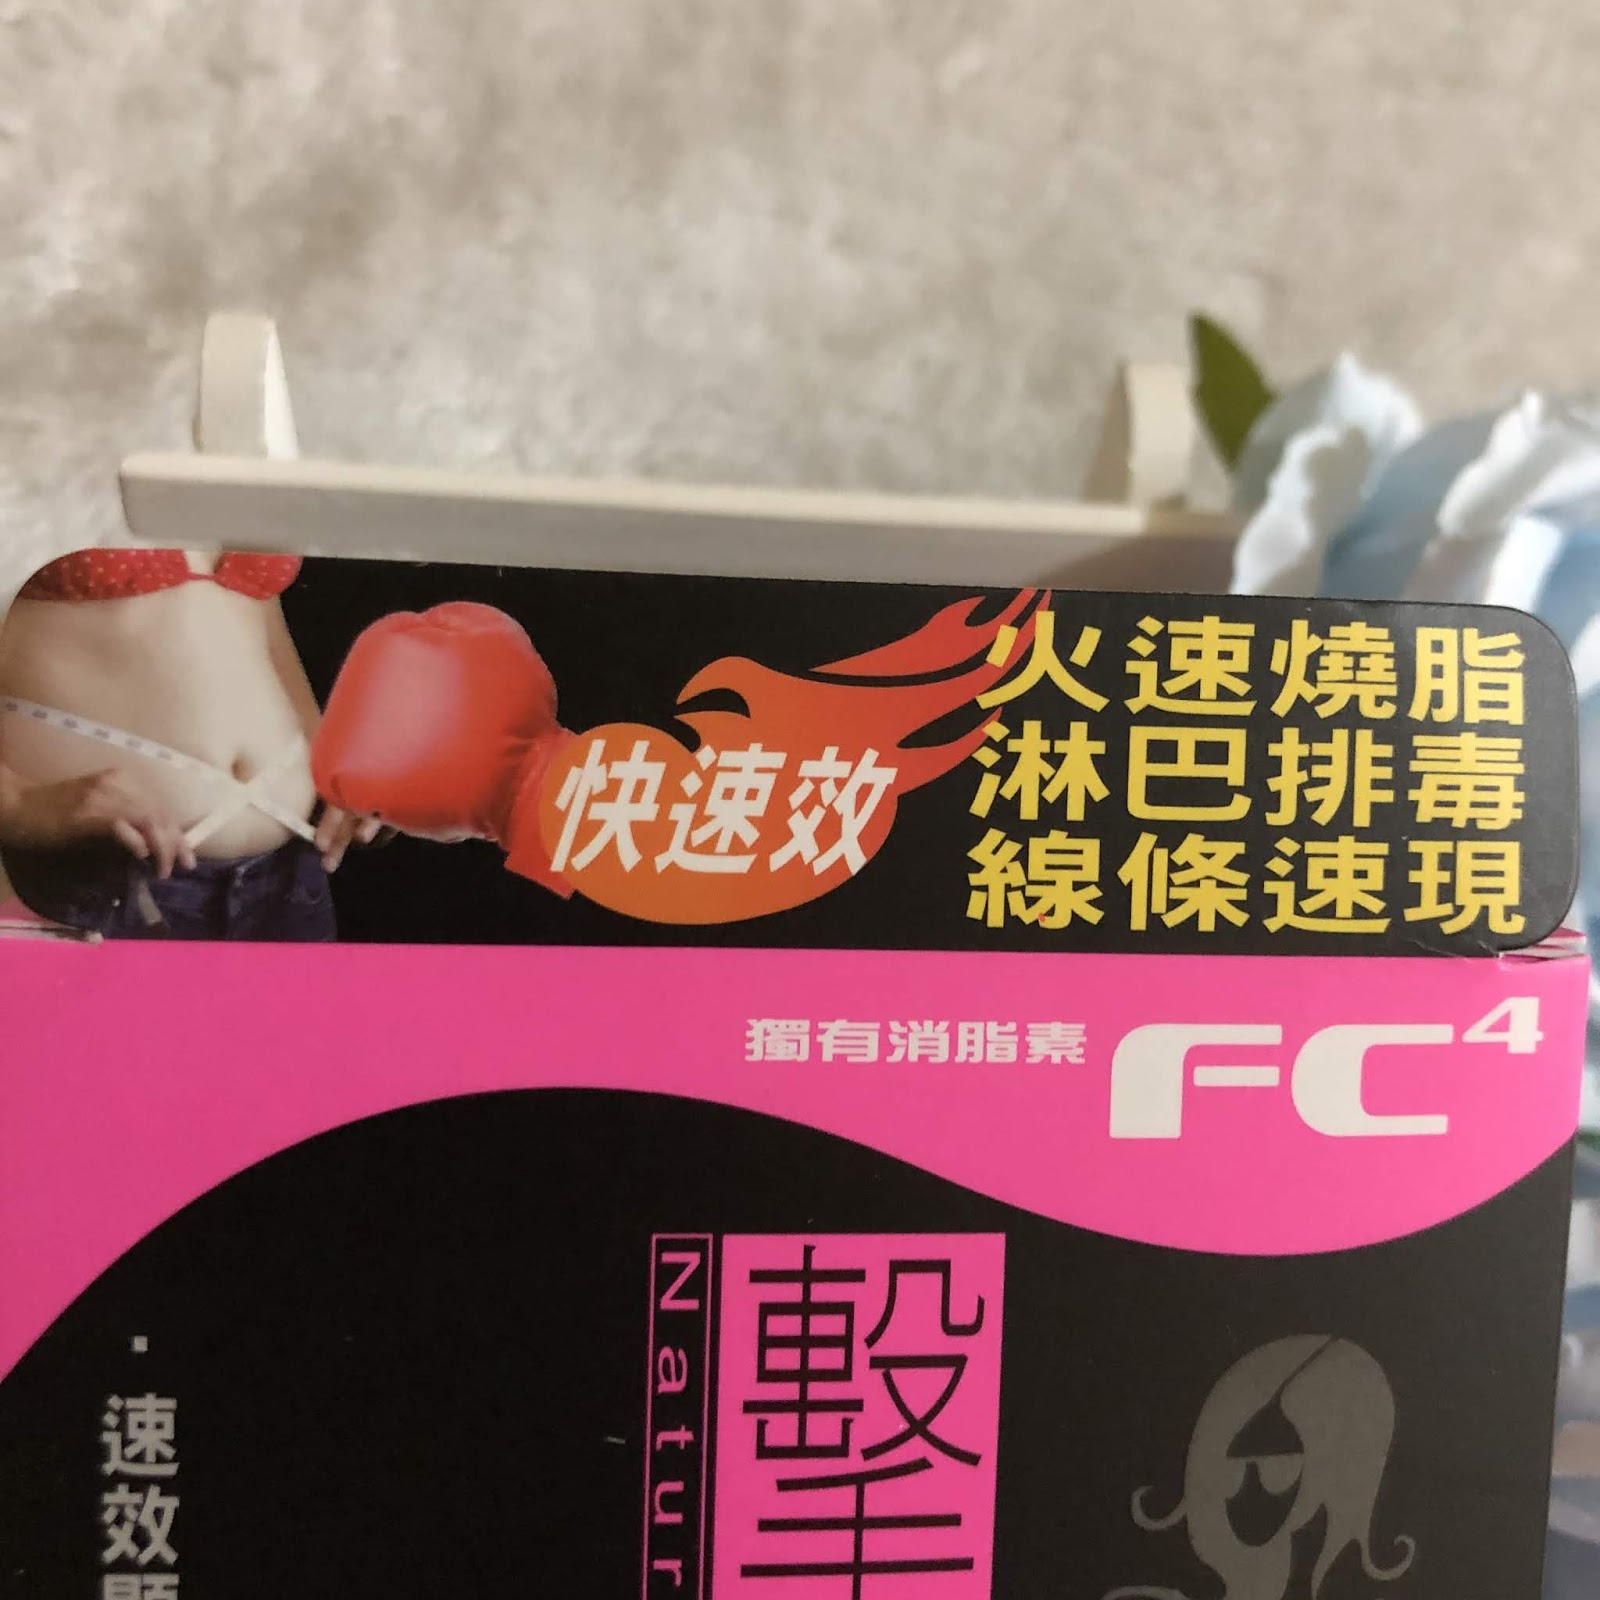 火速燒脂
淋巴排毒
線條速現
快速效
獨有消脂素 FC4
擊
Natur
・速效顯